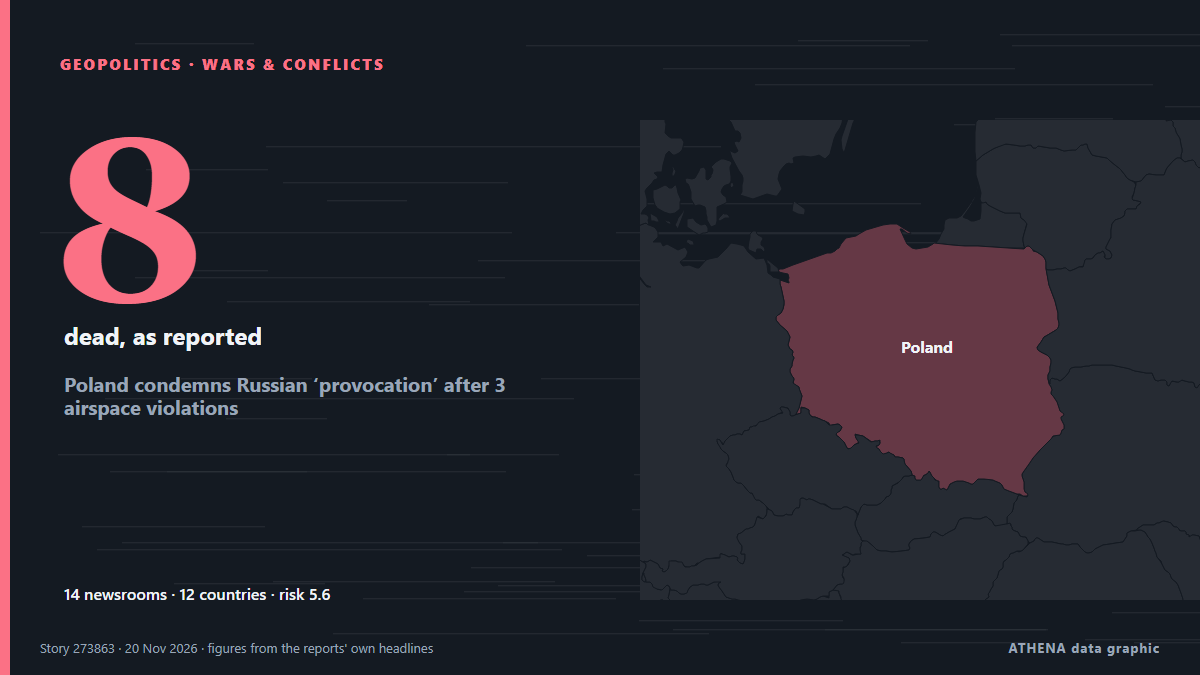 GEOPOLITICS · WARS & CONFLICTS
8
dead, as reported
Poland condemns Russian ‘provocation’ after 3
airspace violations
Poland
14 newsrooms · 12 countries · risk 5.6
Story 273863 · 20 Nov 2026 · figures from the reports' own headlines
ATHENA data graphic